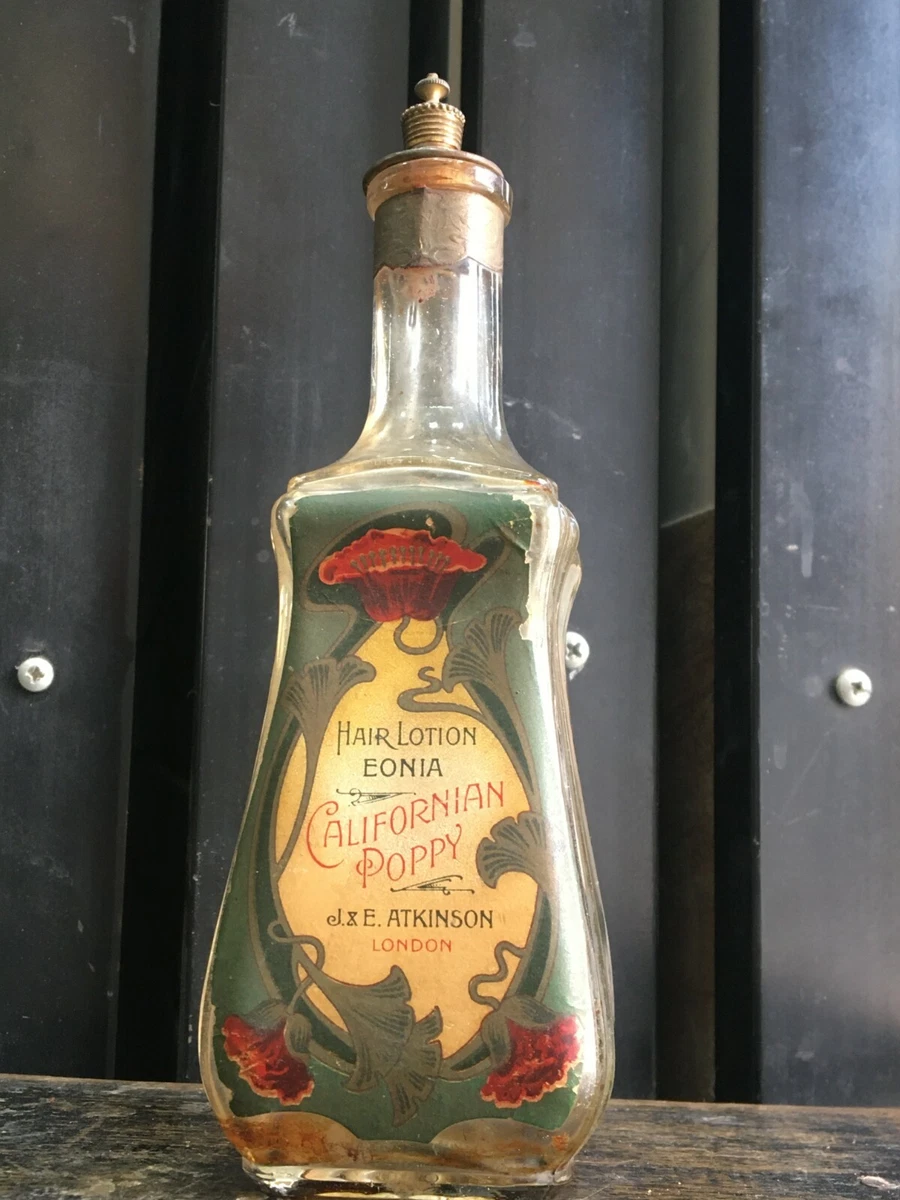 HAIR LOTION
EONIA
CALIFORNIAN
POPPY
J. & E. ATKINSON
LONDON